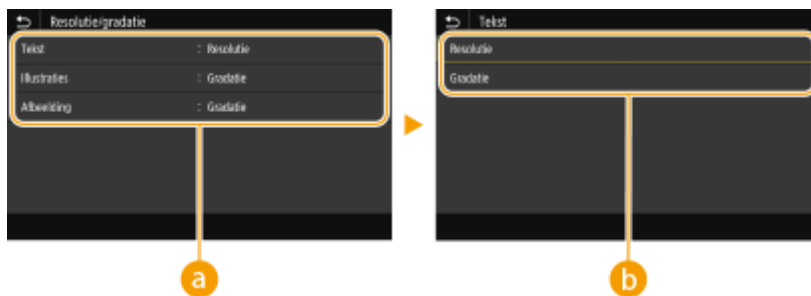 Resolutie/gradatie
Tekst : Resolutie
Illustraties : Gradatie
Afbeelding : Gradatie
a
Tekst
Resolutie
Gradatie
b